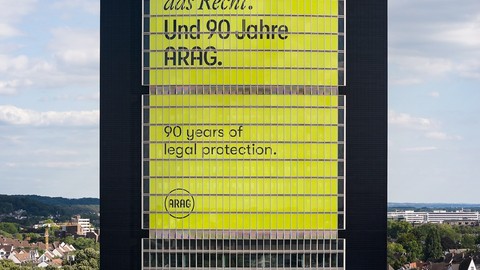 das Recht.
Und 90 Jahre
ARAG.
90 years of
legal protection.
ARAG